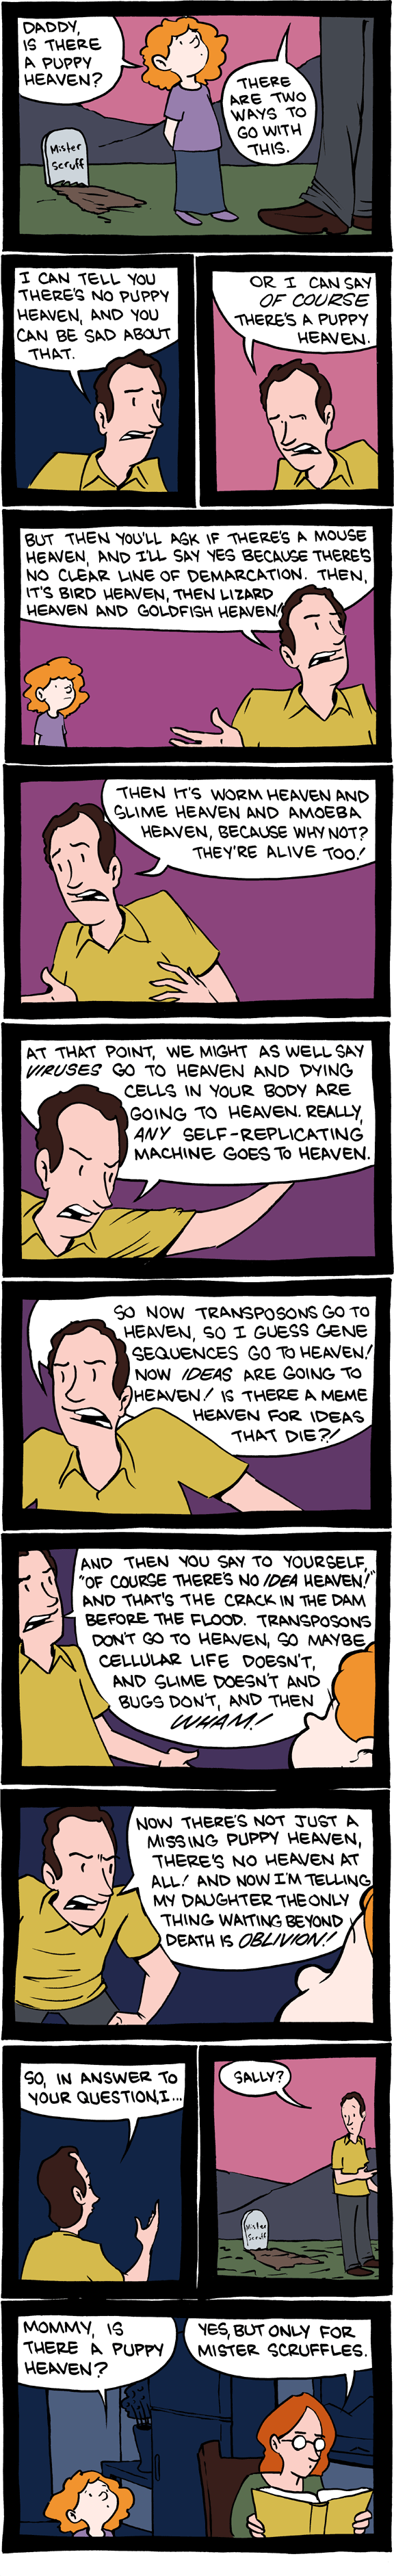 DADDY,
IS THERE
A PUPPY
HEAVEN?
THERE
ARE TWO
WAYS TO
GO WITH
THIS.
Mister
Scruff
I CAN TELL YOU
THERE'S NO PUPPY
HEAVEN, AND YOU
CAN BE SAD ABOUT
THAT.
OR I CAN SAY
OF COURSE
THERE'S A PUPPY
HEAVEN.
BUT THEN YOU'LL ASK IF THERE'S A MOUSE
HEAVEN, AND I'LL SAY YES BECAUSE THERE'S
NO CLEAR LINE OF DEMARCATION. THEN,
IT'S BIRD HEAVEN, THEN LIZARD
HEAVEN AND GOLDFISH HEAVEN!
THEN IT'S WORM HEAVEN AND
SLIME HEAVEN AND AMOEBA
HEAVEN, BECAUSE WHY NOT?
THEY'RE ALIVE TOO!
AT THAT POINT, WE MIGHT AS WELL SAY
VIRUSES GO TO HEAVEN AND DYING
CELLS IN YOUR BODY ARE
GOING TO HEAVEN. REALLY,
ANY SELF-REPLICATING
MACHINE GOES TO HEAVEN.
SO NOW TRANSPOSONS GO TO
HEAVEN, SO I GUESS GENE
SEQUENCES GO TO HEAVEN!
NOW IDEAS ARE GOING TO
HEAVEN! IS THERE A MEME
HEAVEN FOR IDEAS
THAT DIE?!
AND THEN YOU SAY TO YOURSELF,
"OF COURSE THERE'S NO IDEA HEAVEN!"
AND THAT'S THE CRACK IN THE DAM
BEFORE THE FLOOD. TRANSPOSONS
DON'T GO TO HEAVEN, SO MAYBE
CELLULAR LIFE DOESN'T,
AND SLIME DOESN'T AND
BUGS DON'T, AND THEN
WHAM!
NOW THERE'S NOT JUST A
MISSING PUPPY HEAVEN,
THERE'S NO HEAVEN AT
ALL! AND NOW I'M TELLING
MY DAUGHTER THE ONLY
THING WAITING BEYOND
DEATH IS OBLIVION!
SO, IN ANSWER TO
YOUR QUESTION, I...
SALLY?
Mister
Scruff
MOMMY, IS
THERE A PUPPY
HEAVEN?
YES, BUT ONLY FOR
MISTER SCRUFFLES.